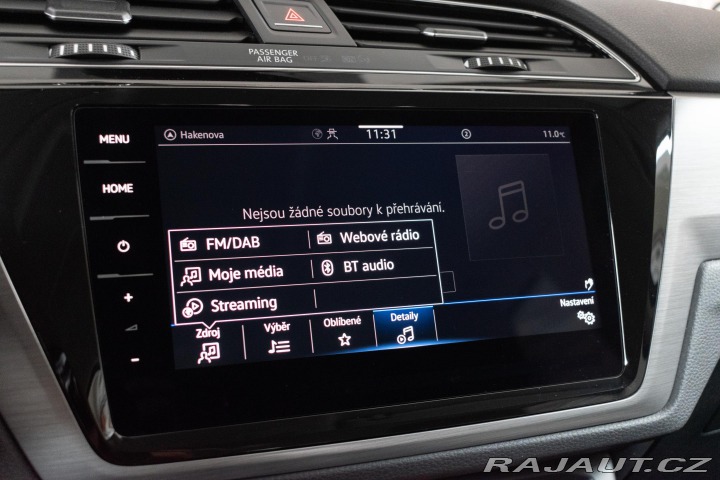 PASSENGER
AIR BAG
MENU
HOME
+
-
Hakenova
11:31
2
11.0°C
Nejsou žádné soubory k přehrávání.
FM/DAB
Webové rádio
Moje média
BT audio
Streaming
Zdroj
Výběr
Oblíbené
Detaily
Nastavení
RAJAUT.CZ